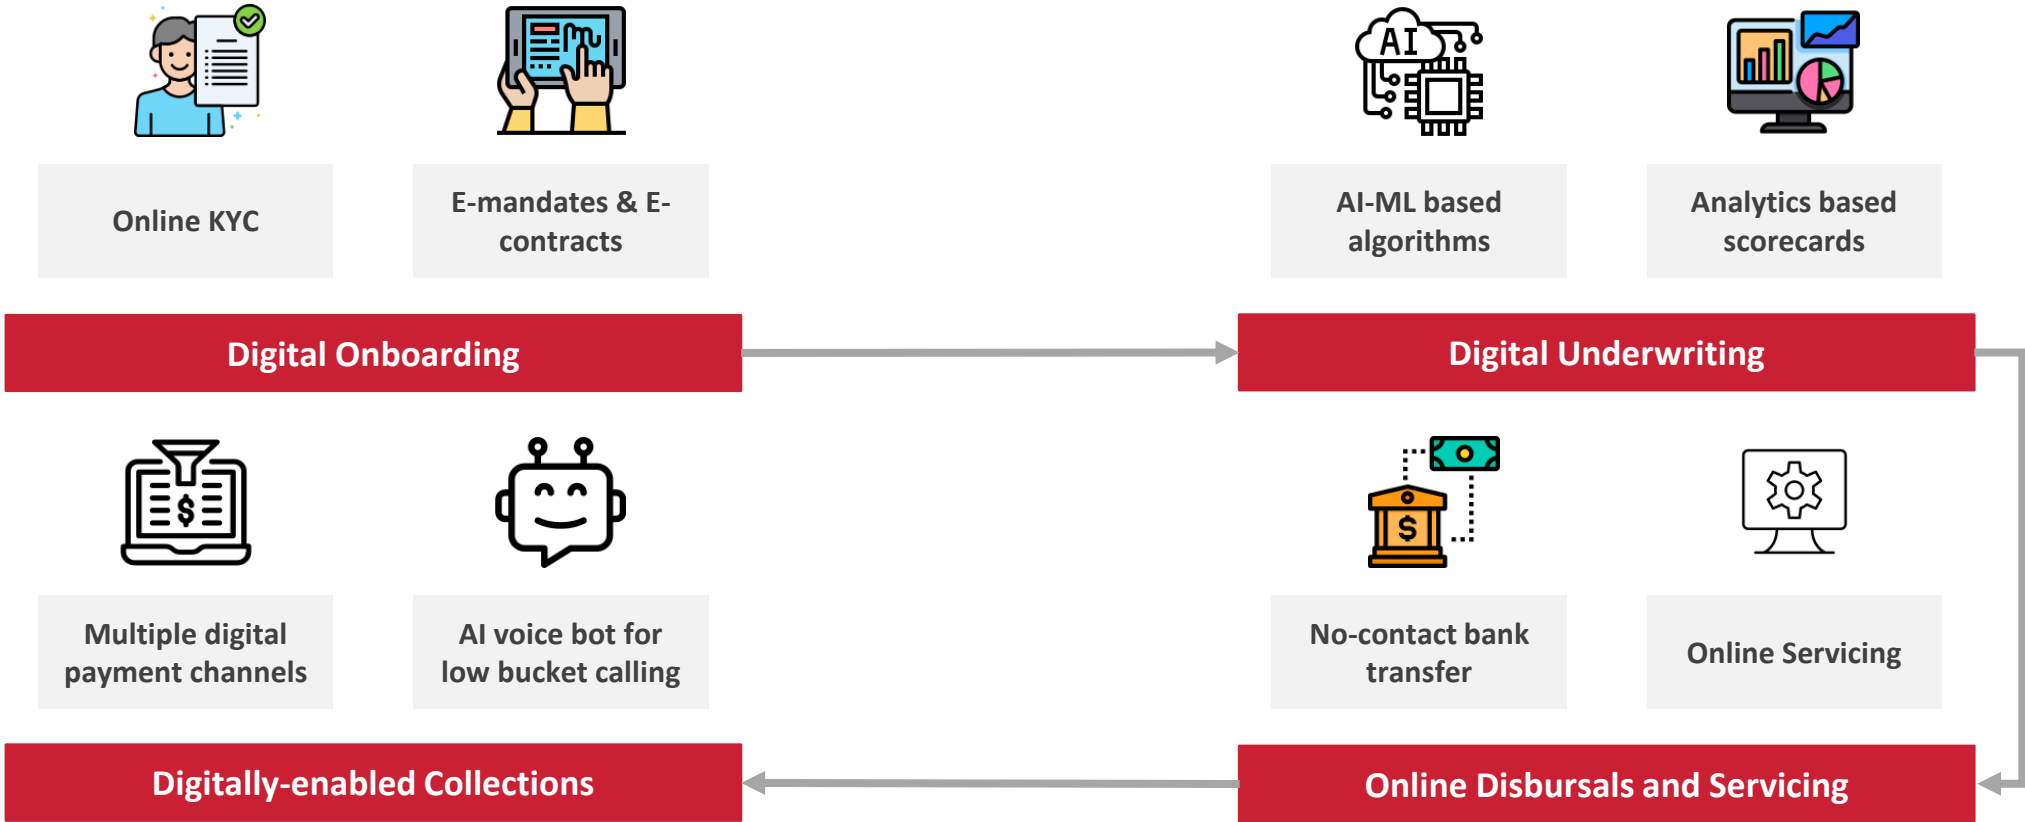 AI
Online KYC
E-mandates & E-
contracts
AI-ML based
algorithms
Analytics based
scorecards
Digital Onboarding
Digital Underwriting
$
$
Multiple digital
payment channels
AI voice bot for
low bucket calling
No-contact bank
transfer
Online Servicing
Digitally-enabled Collections
Online Disbursals and Servicing